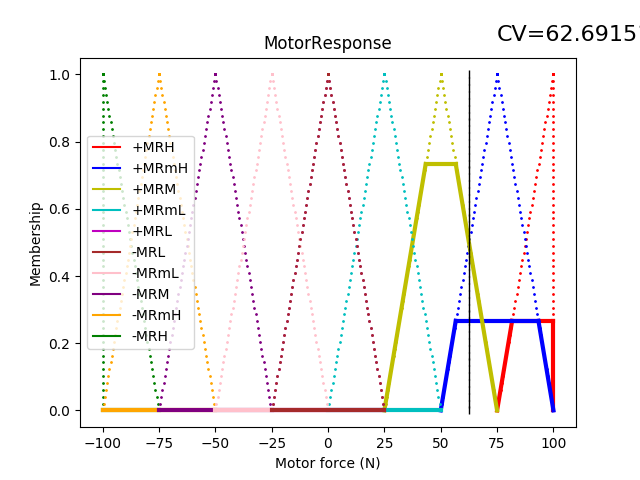 CV=62.6915
MotorResponse
Membership
1.0
0.8
0.6
0.4
0.2
0.0
+MRH
+MRmH
+MRM
+MRmL
+MRL
-MRL
-MRmL
-MRM
-MRmH
-MRH
−100 −75 −50 −25 0 25 50 75 100
Motor force (N)